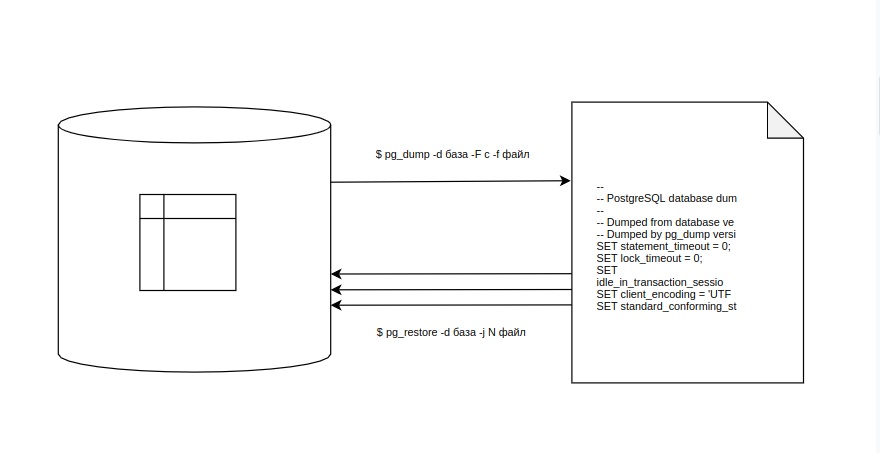 $ pg_dump -d база -F c -f файл
--
-- PostgreSQL database dum
--
-- Dumped from database ve
-- Dumped by pg_dump versi
SET statement_timeout = 0;
SET lock_timeout = 0;
SET
idle_in_transaction_sessio
SET client_encoding = 'UTF
SET standard_conforming_st
$ pg_restore -d база -j N файл